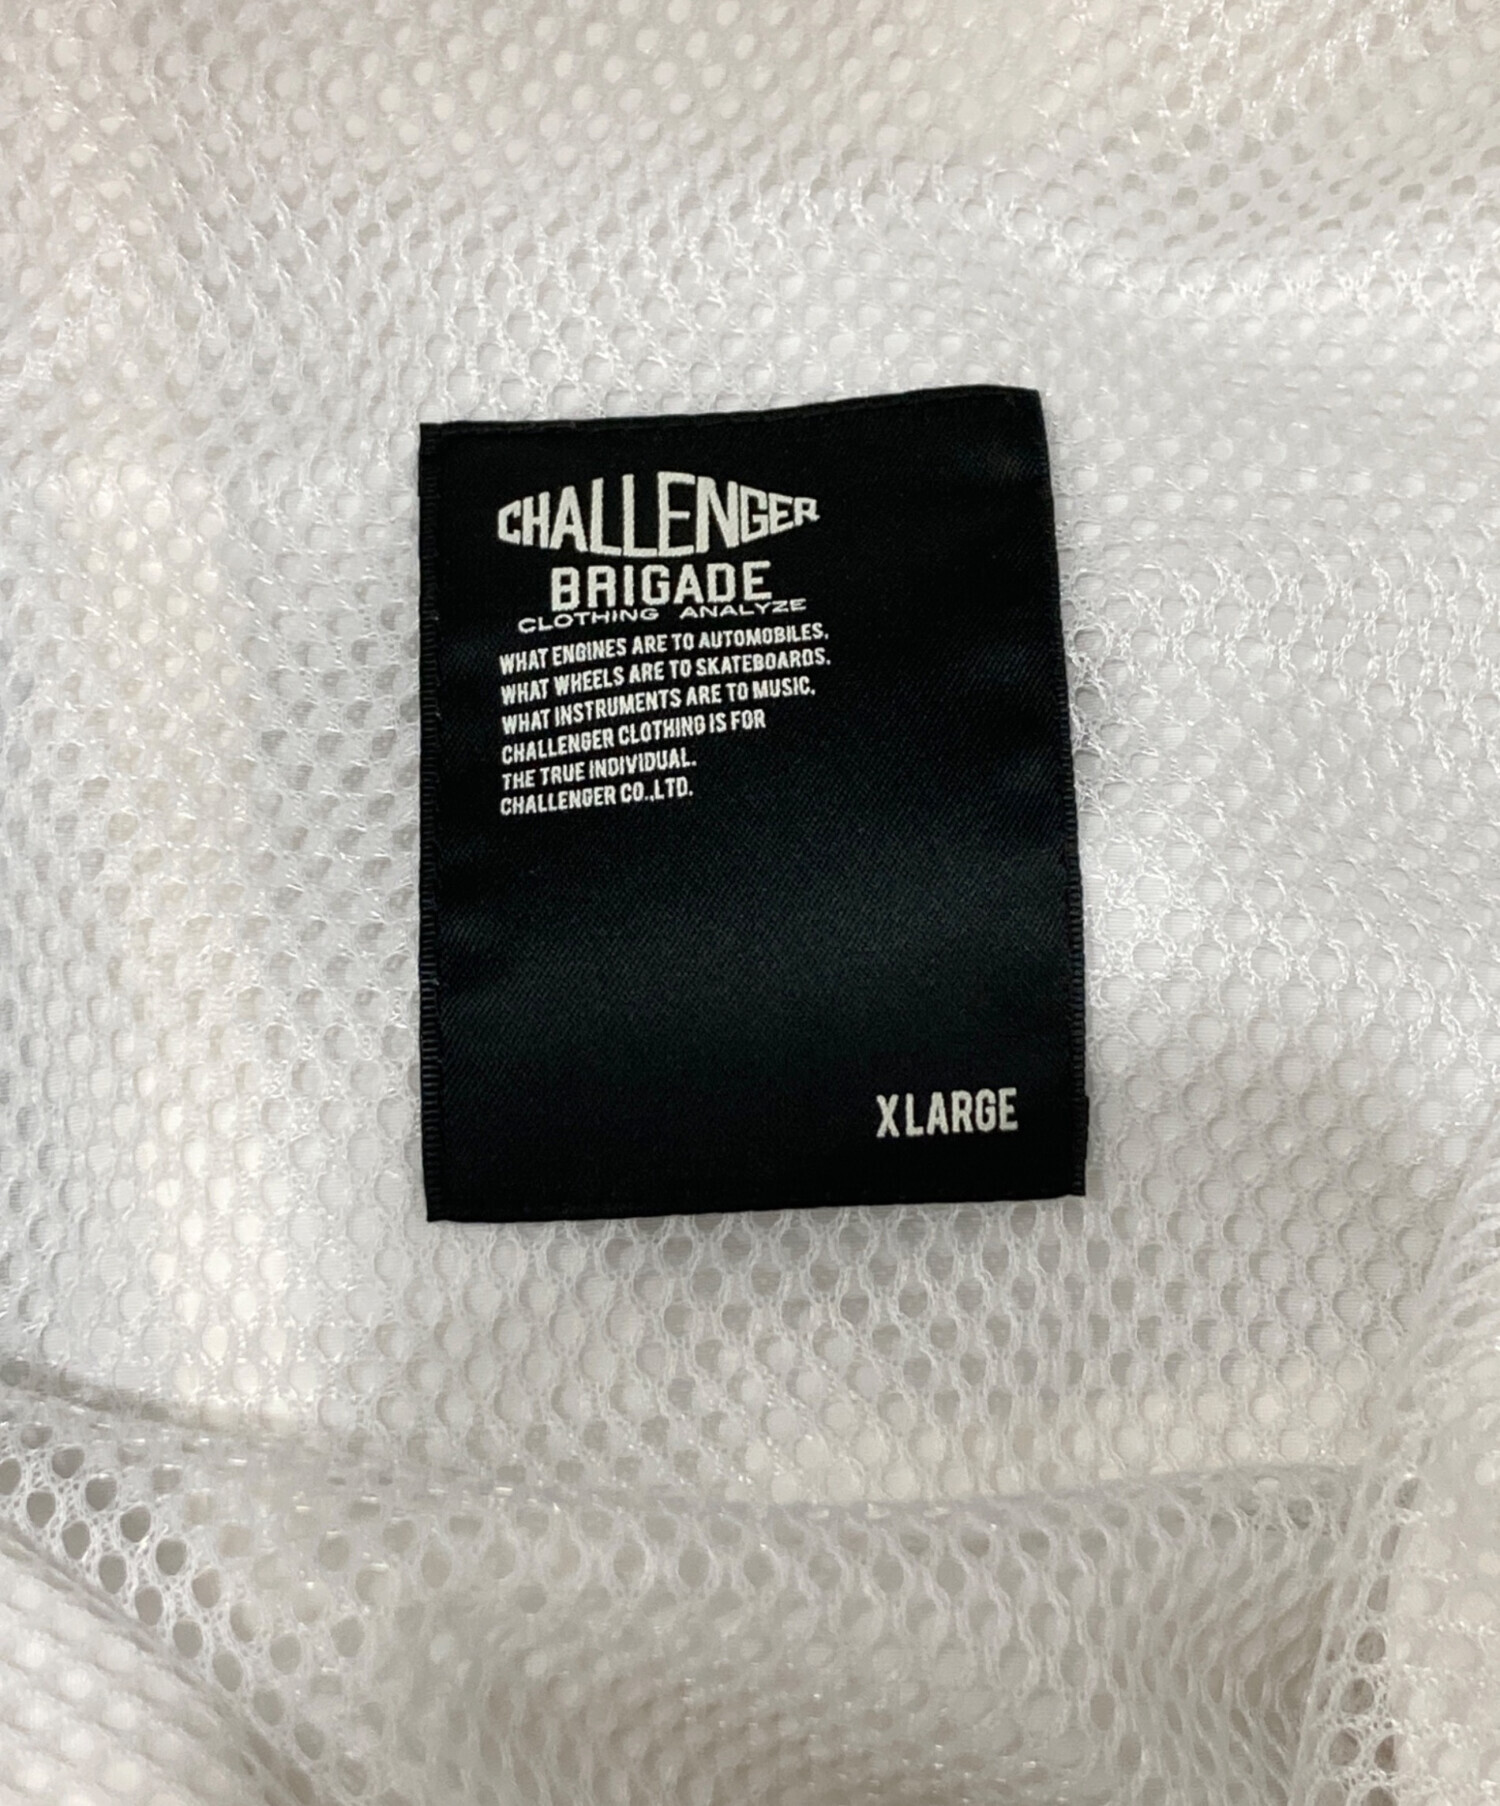 CHALLENGER
BRIGADE
CLOTHING ANALYZE
WHAT ENGINES ARE TO AUTOMOBILES.
WHAT WHEELS ARE TO SKATEBOARDS.
WHAT INSTRUMENTS ARE TO MUSIC.
CHALLENGER CLOTHING IS FOR
THE TRUE INDIVIDUAL.
CHALLENGER CO.,LTD.
X LARGE